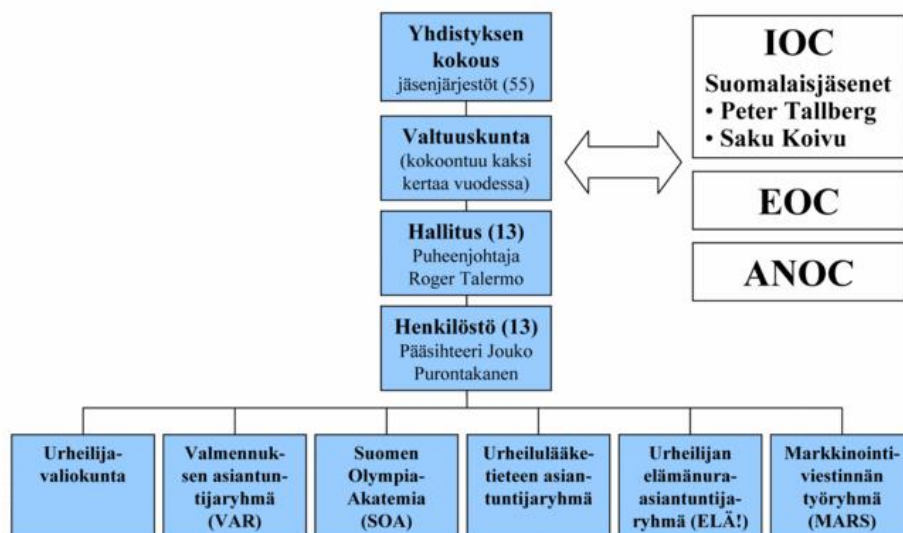 Yhdistyksen
kokous
jäsenjärjestöt (55)
Valtuuskunta
(kokoontuu kaksi
kertaa vuodessa)
Hallitus (13)
Puheenjohtaja
Roger Talermo
Henkilöstö (13)
Pääsihteeri Jouko
Purontakanen
IOC
Suomalaisjäsenet
• Peter Tallberg
• Saku Koivu
EOC
ANOC
Urheilija-
valiokunta
Valmennuk-
sen asiantun-
tijaryhmä
(VAR)
Suomen
Olympia-
Akatemia
(SOA)
Urheilulääke-
tieteen asian-
tuntijaryhmä
Urheilijan
elämänura-
asiantuntija-
ryhmä (ELÄ!)
Markkinointi-
viestinnän
työryhmä
(MARS)